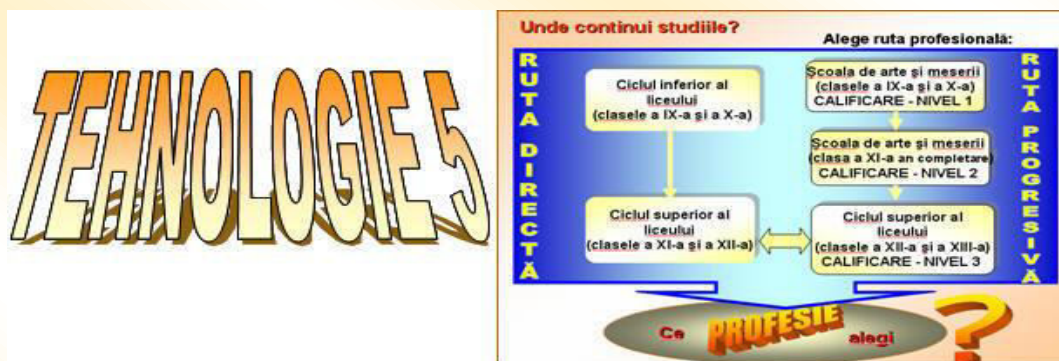 TEHNOLOGIE 5
Unde continui studiile?
Alege ruta profesională:
RUTA DIRECTĂ
Ciclul inferior al
liceului
(clasele a IX-a și a X-a)
Ciclul superior al
liceului
(clasele a XI-a și a XII-a)
Școala de arte și meserii
(clasele a IX-a și a X-a)
CALIFICARE - NIVEL 1
Școala de arte și meserii
(clasa a XI-a an completare)
CALIFICARE - NIVEL 2
Ciclul superior al
liceului
(clasele a XII-a și a XIII-a)
CALIFICARE - NIVEL 3
RUTA PROGRESIVĂ
Ce PROFESIE alegi ?